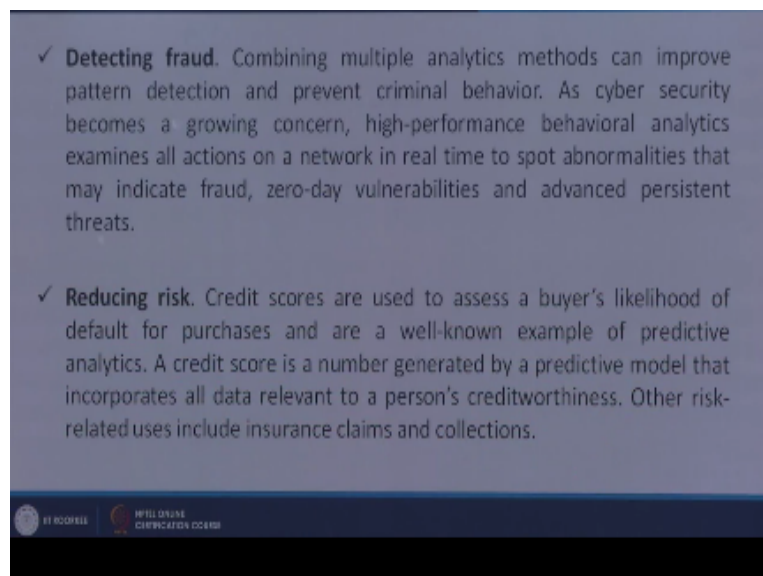 ✓ Detecting fraud. Combining multiple analytics methods can improve
pattern detection and prevent criminal behavior. As cyber security
becomes a growing concern, high-performance behavioral analytics
examines all actions on a network in real time to spot abnormalities that
may indicate fraud, zero-day vulnerabilities and advanced persistent
threats.
✓ Reducing risk. Credit scores are used to assess a buyer's likelihood of
default for purchases and are a well-known example of predictive
analytics. A credit score is a number generated by a predictive model that
incorporates all data relevant to a person's creditworthiness. Other risk-
related uses include insurance claims and collections.
IIT ROORKEE
NPTEL ONLINE
CERTIFICATION COURSE